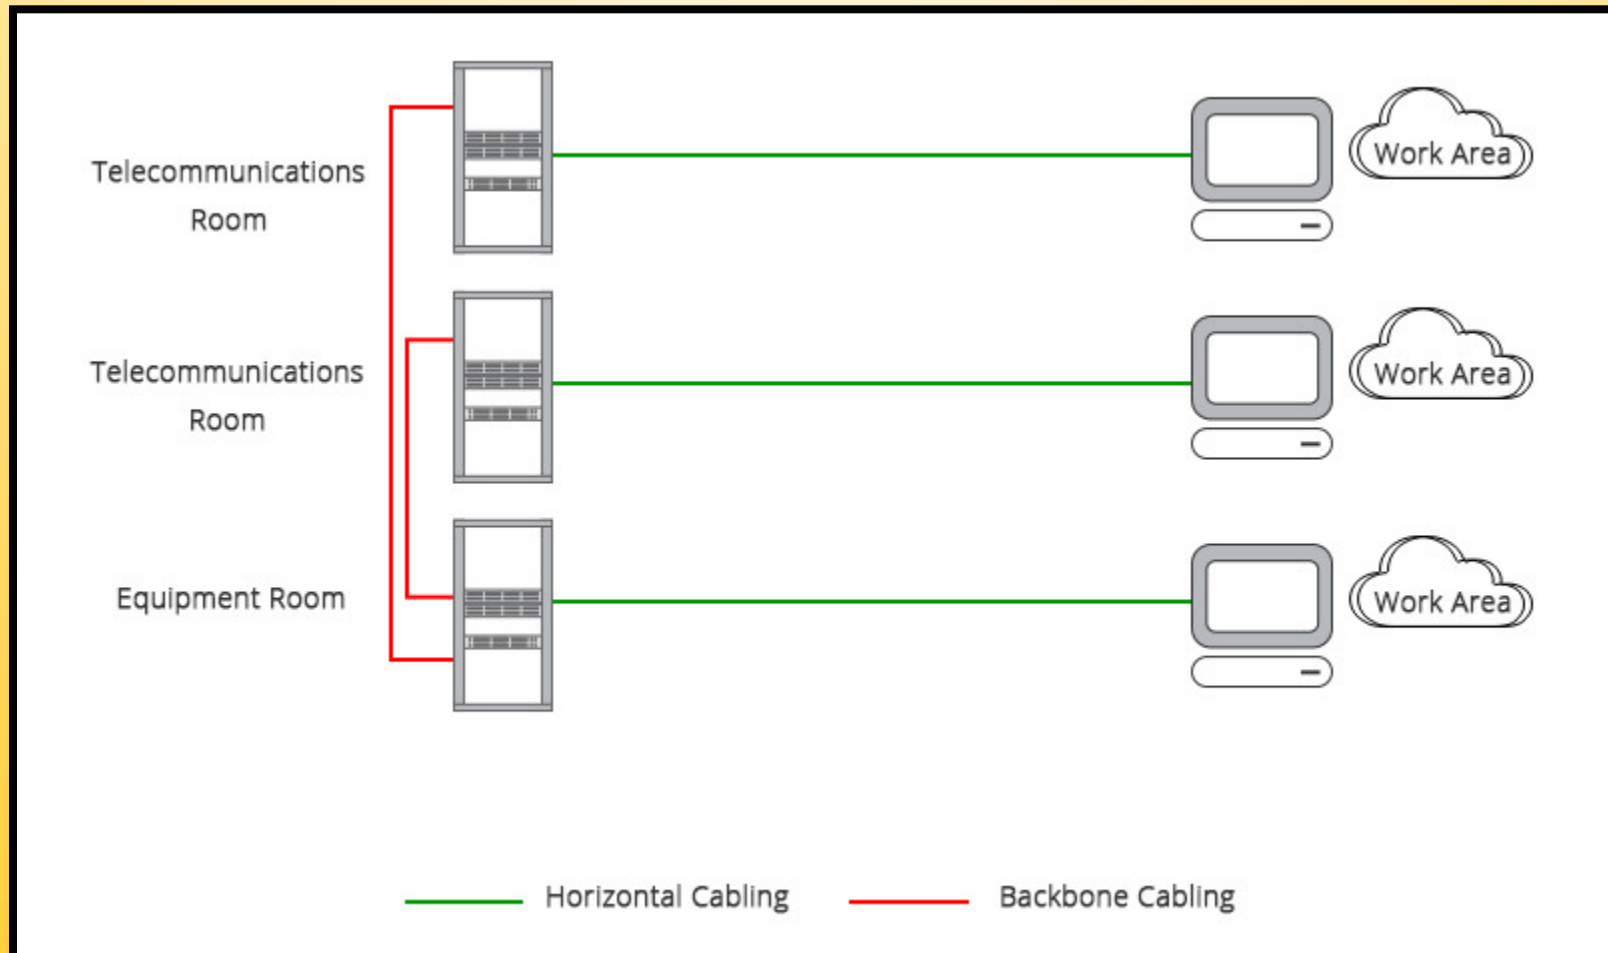 Telecommunications
Room
Work Area
Telecommunications
Room
Work Area
Equipment Room
Work Area
Horizontal Cabling
Backbone Cabling